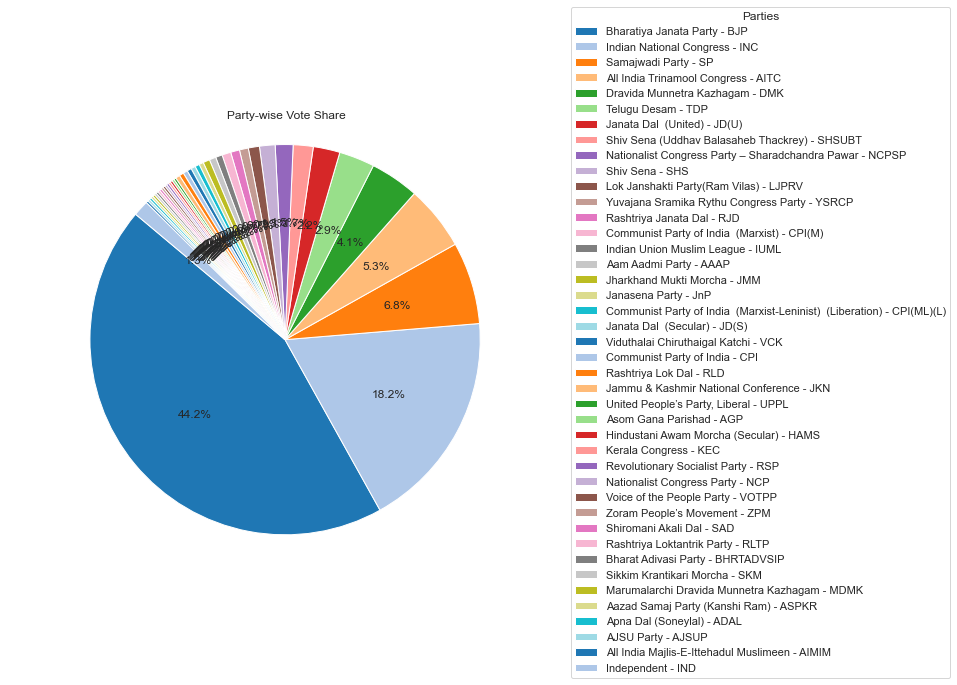 Party-wise Vote Share
44.2%
18.2%
6.8%
5.3%
4.1%
2.9%
2.2%
Parties
Bharatiya Janata Party - BJP
Indian National Congress - INC
Samajwadi Party - SP
All India Trinamool Congress - AITC
Dravida Munnetra Kazhagam - DMK
Telugu Desam - TDP
Janata Dal  (United) - JD(U)
Shiv Sena (Uddhav Balasaheb Thackrey) - SHSUBT
Nationalist Congress Party – Sharadchandra Pawar - NCPSP
Shiv Sena - SHS
Lok Janshakti Party(Ram Vilas) - LJPRV
Yuvajana Sramika Rythu Congress Party - YSRCP
Rashtriya Janata Dal - RJD
Communist Party of India  (Marxist) - CPI(M)
Indian Union Muslim League - IUML
Aam Aadmi Party - AAAP
Jharkhand Mukti Morcha - JMM
Janasena Party - JnP
Communist Party of India  (Marxist-Leninist)  (Liberation) - CPI(ML)(L)
Janata Dal  (Secular) - JD(S)
Viduthalai Chiruthaigal Katchi - VCK
Communist Party of India - CPI
Rashtriya Lok Dal - RLD
Jammu & Kashmir National Conference - JKN
United People’s Party, Liberal - UPPL
Asom Gana Parishad - AGP
Hindustani Awam Morcha (Secular) - HAMS
Kerala Congress - KEC
Revolutionary Socialist Party - RSP
Nationalist Congress Party - NCP
Voice of the People Party - VOTPP
Zoram People’s Movement - ZPM
Shiromani Akali Dal - SAD
Rashtriya Loktantrik Party - RLTP
Bharat Adivasi Party - BHRTADVSIP
Sikkim Krantikari Morcha - SKM
Marumalarchi Dravida Munnetra Kazhagam - MDMK
Aazad Samaj Party (Kanshi Ram) - ASPKR
Apna Dal (Soneylal) - ADAL
AJSU Party - AJSUP
All India Majlis-E-Ittehadul Muslimeen - AIMIM
Independent - IND